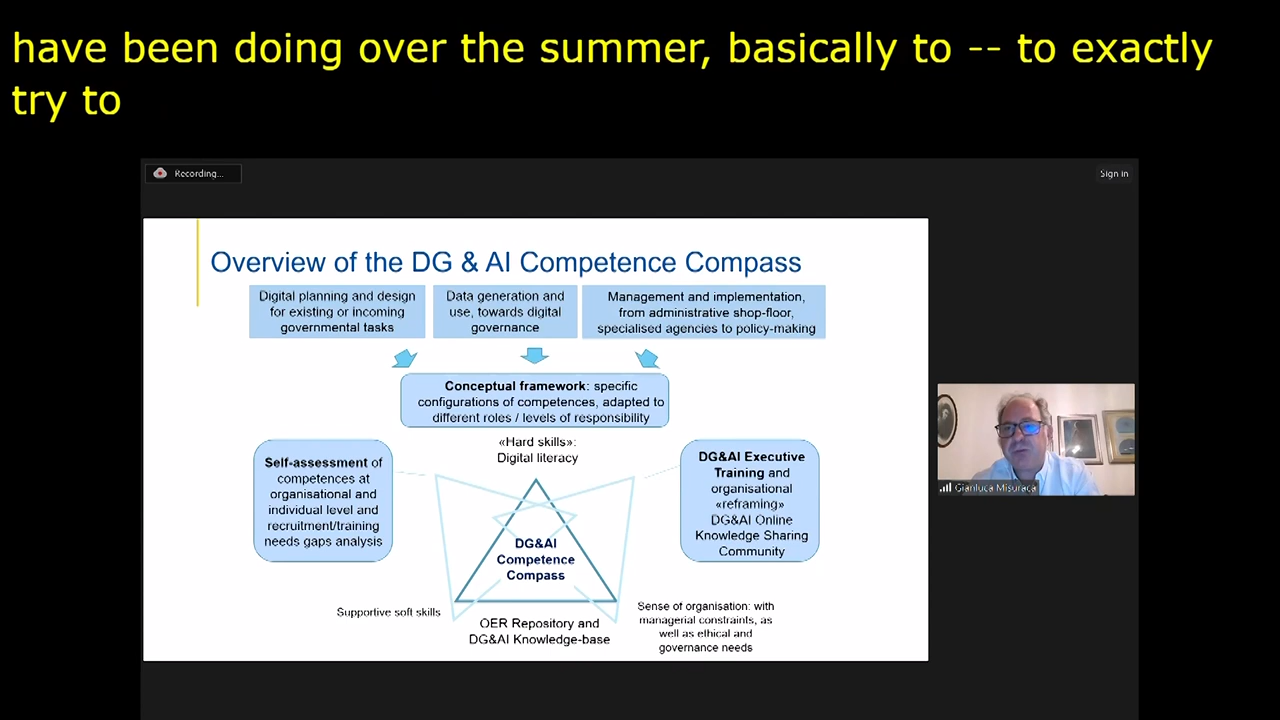 have been doing over the summer, basically to -- to exactly
try to
Recording...
Sign in
Overview of the DG & AI Competence Compass
Digital planning and design
for existing or incoming
governmental tasks
Data generation and
use, towards digital
governance
Management and implementation,
from administrative shop-floor,
specialised agencies to policy-making
Conceptual framework: specific
configurations of competences, adapted to
different roles / levels of responsibility
«Hard skills»:
Digital literacy
Self-assessment of
competences at
organisational and
individual level and
recruitment/training
needs gaps analysis
DG&AI Executive
Training and
organisational
«reframing»
DG&AI Online
Knowledge Sharing
Community
DG&AI
Competence
Compass
Supportive soft skills
OER Repository and
DG&AI Knowledge-base
Sense of organisation: with
managerial constraints, as
well as ethical and
governance needs
Gianluca Misuraca